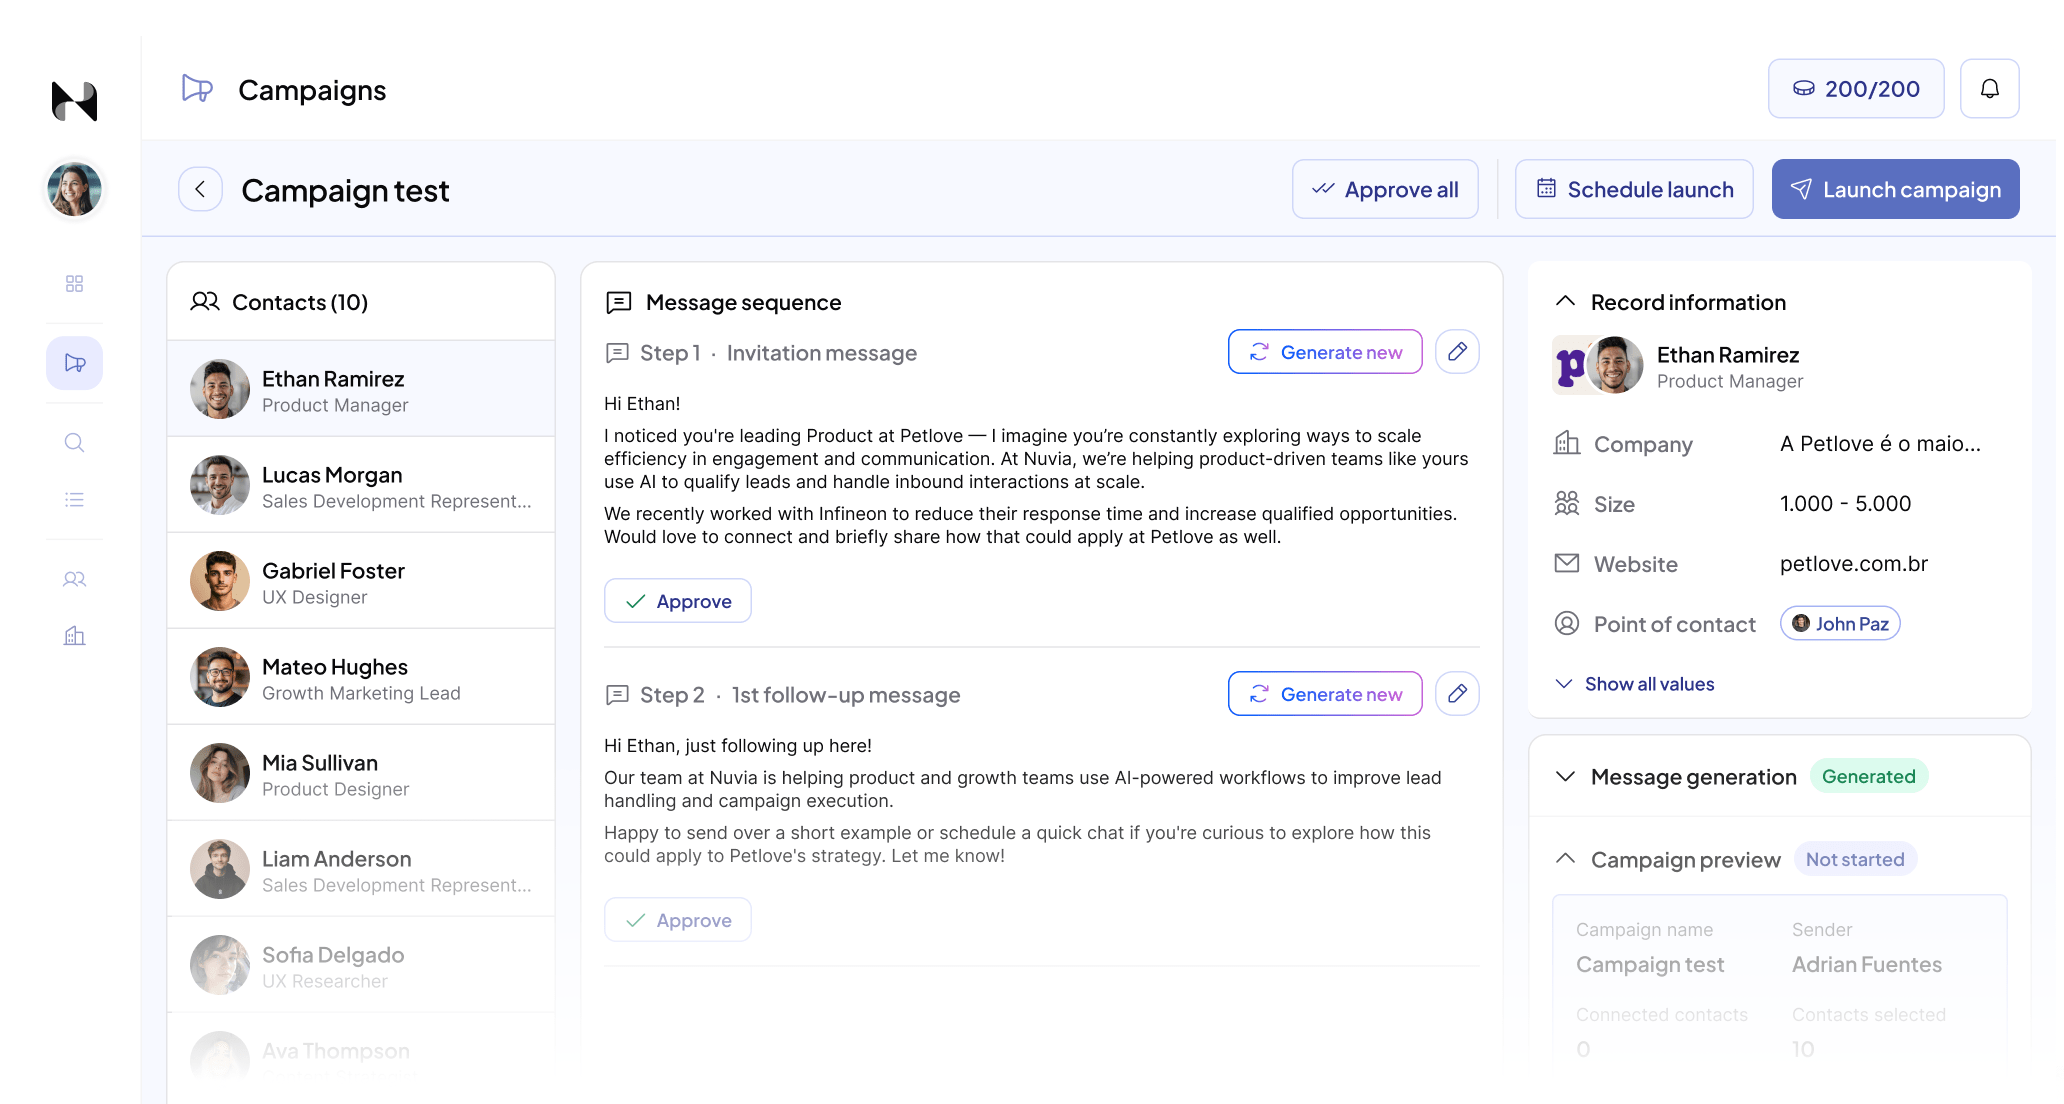 Campaigns
200/200
Campaign test
Approve all
Schedule launch
Launch campaign
Contacts (10)
Ethan Ramirez
Product Manager
Lucas Morgan
Sales Development Represent...
Gabriel Foster
UX Designer
Mateo Hughes
Growth Marketing Lead
Mia Sullivan
Product Designer
Liam Anderson
Sales Development Represent...
Sofia Delgado
UX Researcher
Ava Thompson
Message sequence
Step 1 · Invitation message
Generate new
Hi Ethan!
I noticed you're leading Product at Petlove — I imagine you’re constantly exploring ways to scale
efficiency in engagement and communication. At Nuvia, we’re helping product-driven teams like yours
use AI to qualify leads and handle inbound interactions at scale.
We recently worked with Infineon to reduce their response time and increase qualified opportunities.
Would love to connect and briefly share how that could apply at Petlove as well.
Approve
Step 2 · 1st follow-up message
Generate new
Hi Ethan, just following up here!
Our team at Nuvia is helping product and growth teams use AI-powered workflows to improve lead
handling and campaign execution.
Happy to send over a short example or schedule a quick chat if you're curious to explore how this
could apply to Petlove's strategy. Let me know!
Approve
Record information
p
Ethan Ramirez
Product Manager
Company A Petlove é o maio...
Size 1.000 - 5.000
Website petlove.com.br
Point of contact John Paz
Show all values
Message generation Generated
Campaign preview Not started
Campaign name Sender
Campaign test Adrian Fuentes
Connected contacts Contacts selected
0 10